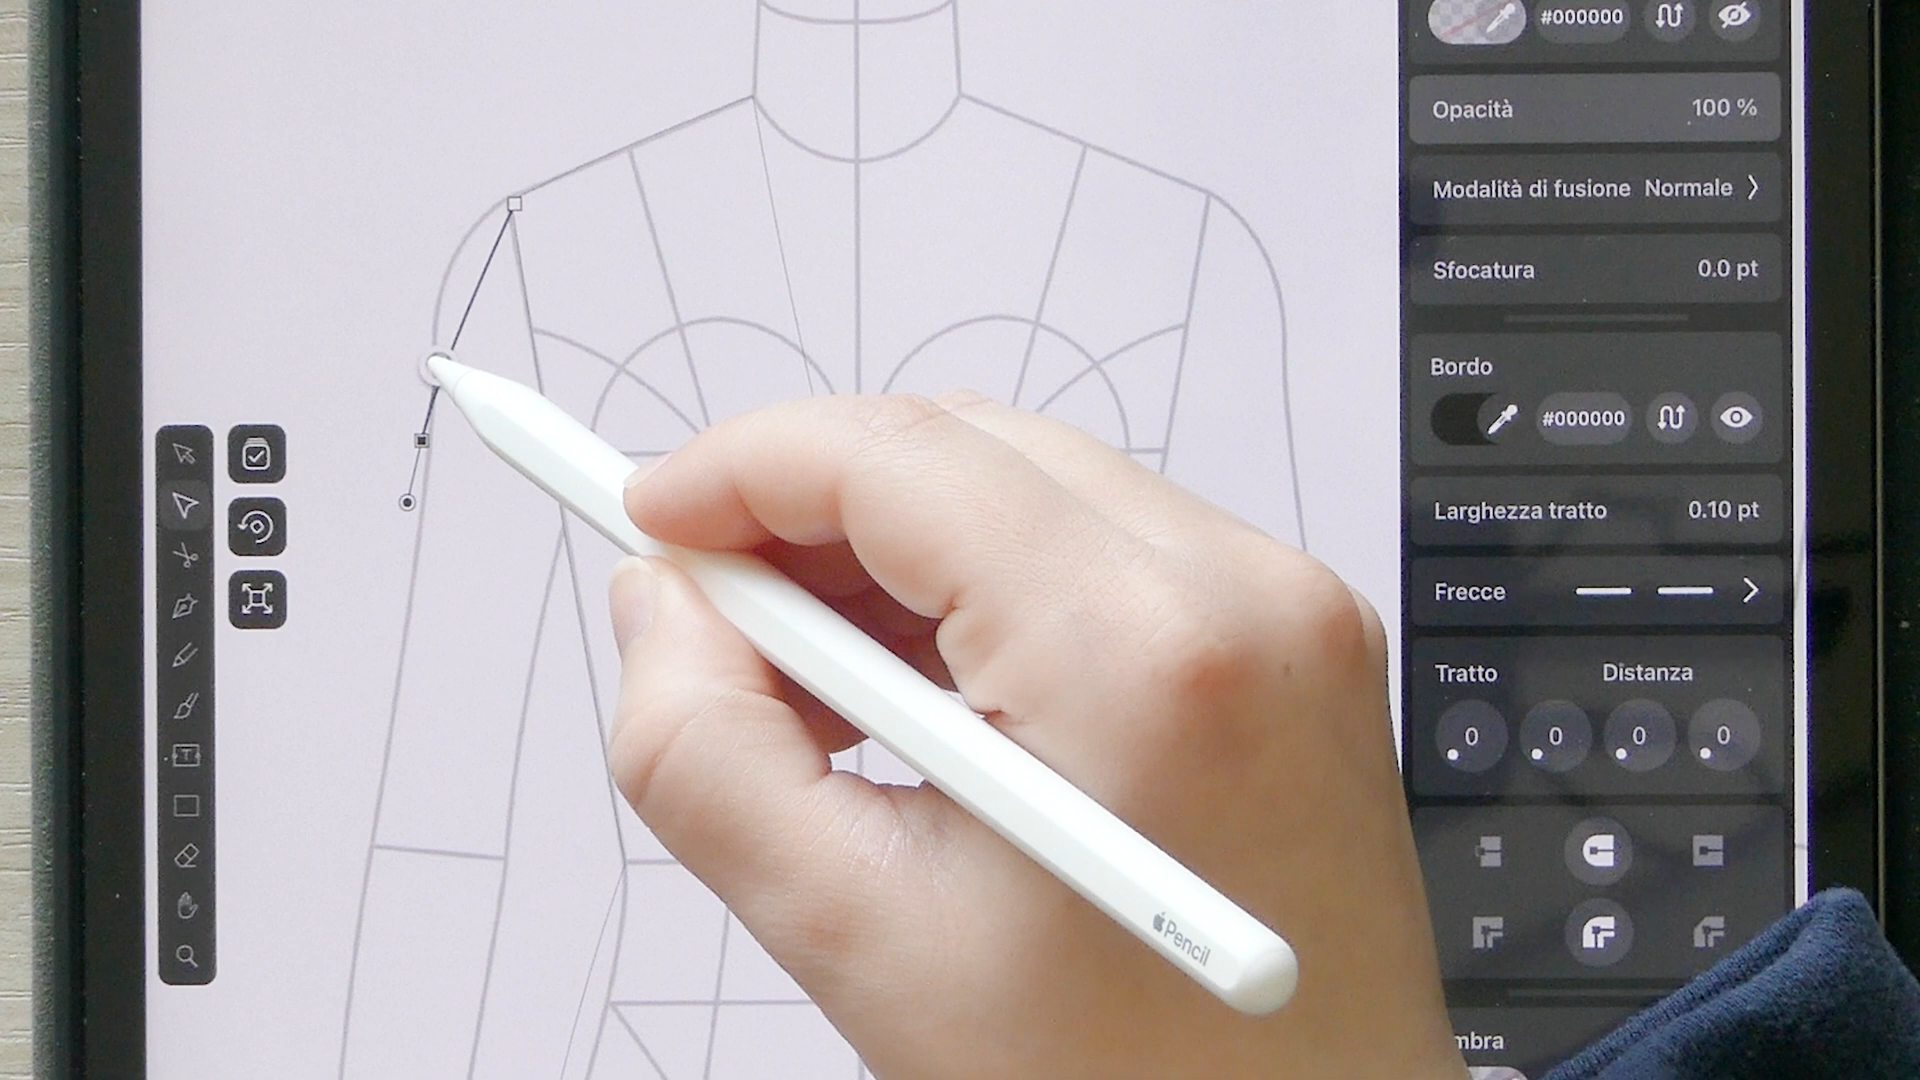 #000000
Opacità 100 %
Modalità di fusione Normale
Sfocatura 0.0 pt
Bordo
#000000
Larghezza tratto 0.10 pt
Frecce
Tratto Distanza
0 0 0 0
mbra
T
Pencil